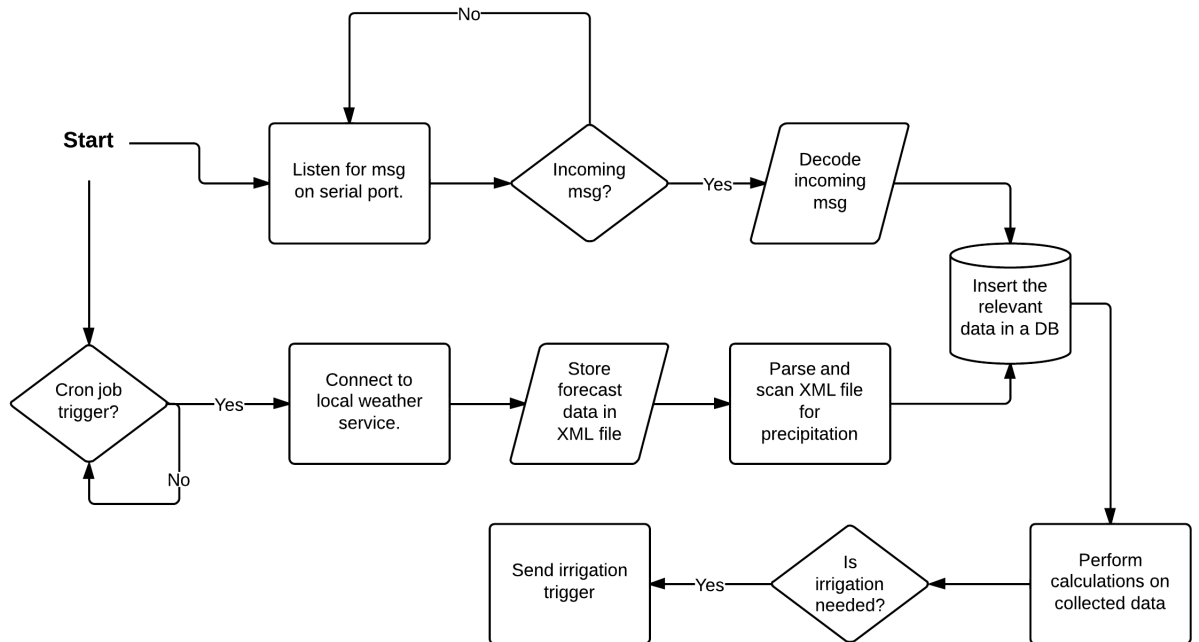 No
Start
Listen for msg
on serial port.
Incoming
msg?
Yes
Decode
incoming
msg
Insert the
relevant
data in a DB
Cron job
trigger?
Yes
No
Connect to
local weather
service.
Store
forecast
data in
XML file
Parse and
scan XML file
for
precipitation
Send irrigation
trigger
Yes
Is
irrigation
needed?
Perform
calculations on
collected data